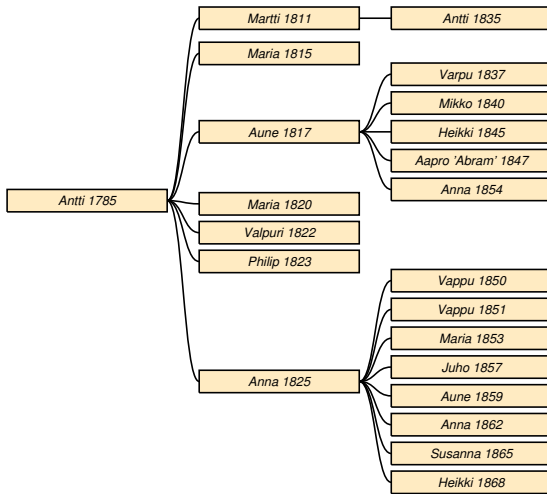 Antti 1785
Martti 1811
Antti 1835
Maria 1815
Aune 1817
Varpu 1837
Mikko 1840
Heikki 1845
Aapro 'Abram' 1847
Anna 1854
Maria 1820
Valpuri 1822
Philip 1823
Anna 1825
Vappu 1850
Vappu 1851
Maria 1853
Juho 1857
Aune 1859
Anna 1862
Susanna 1865
Heikki 1868